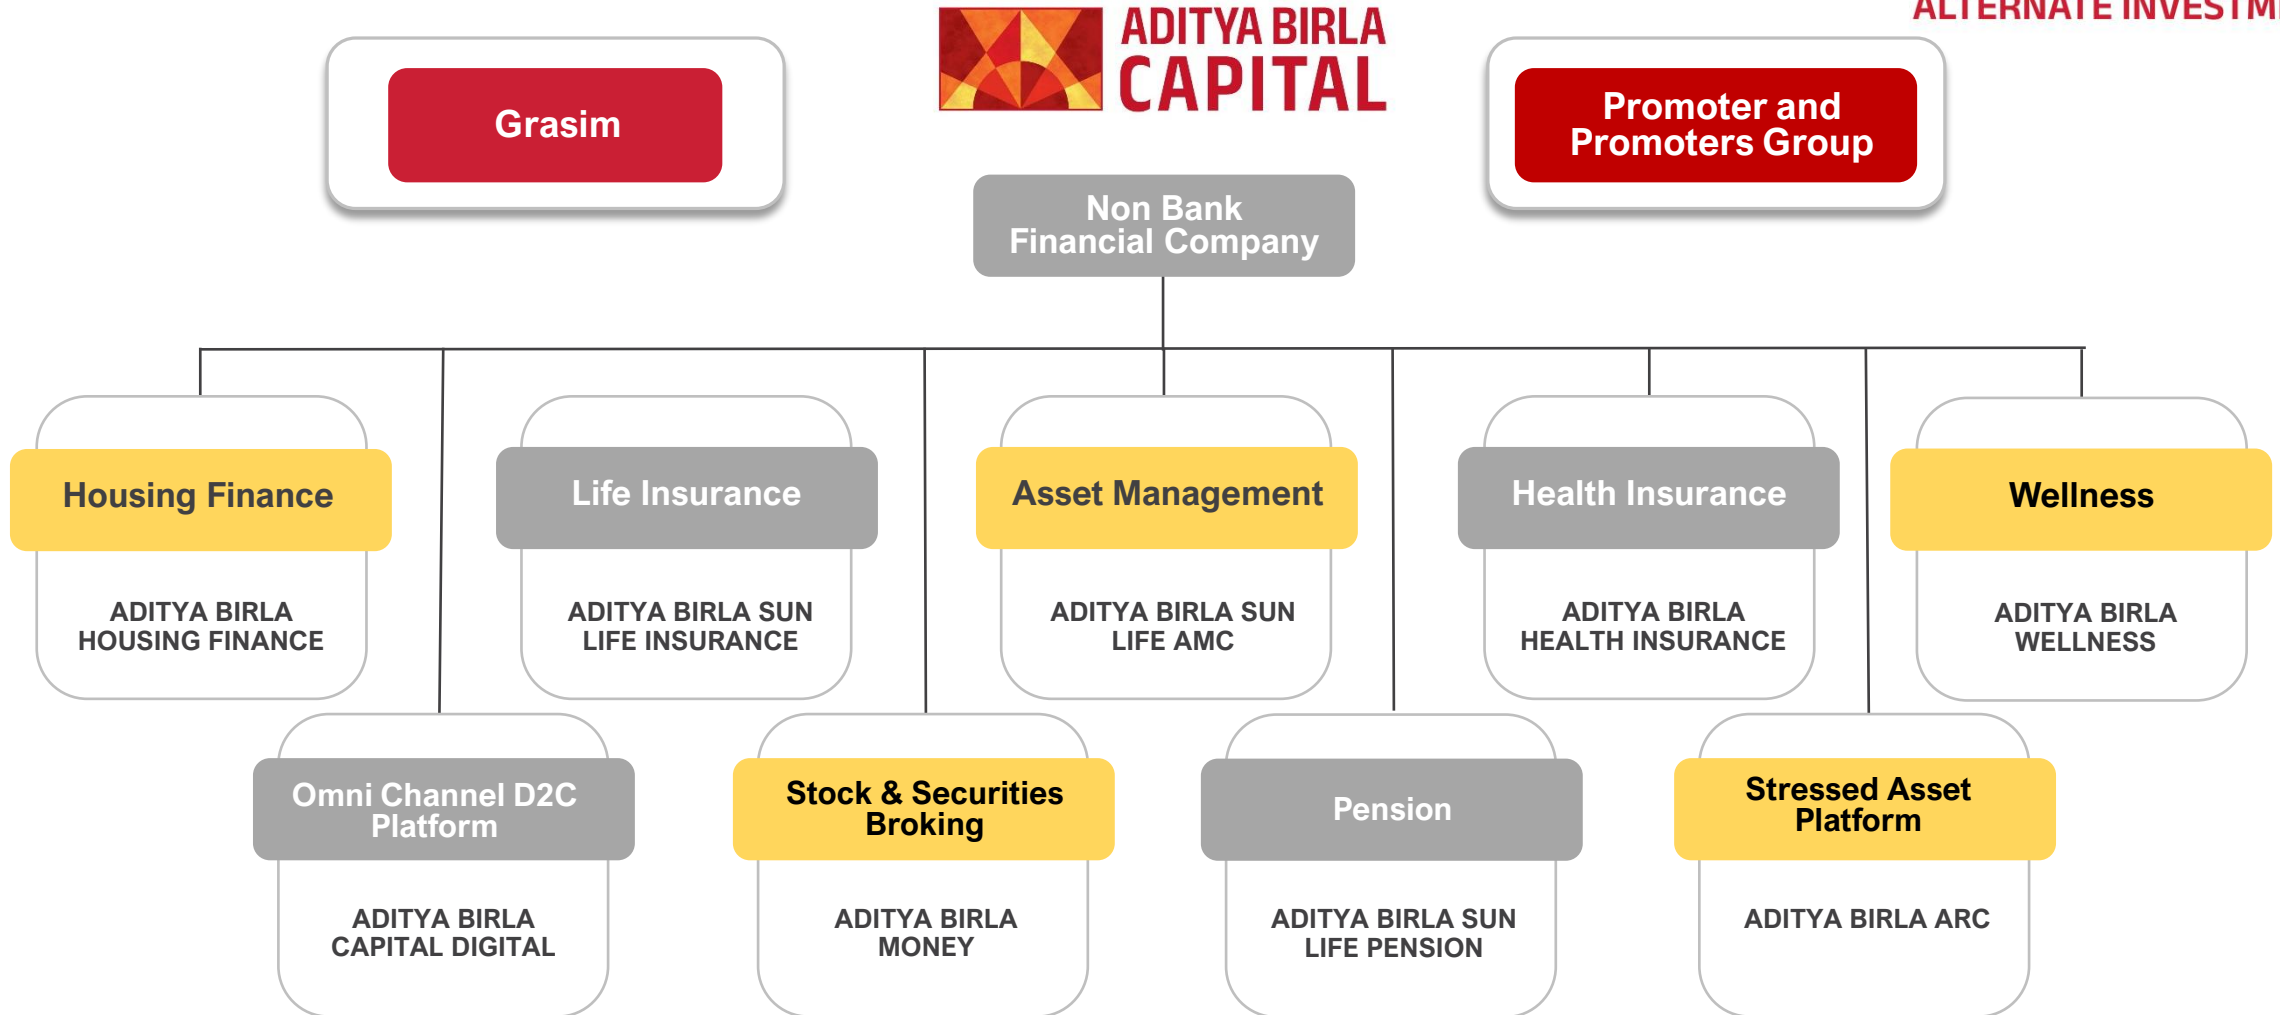 ALTERNATE INVESTM
ADITYA BIRLA
CAPITAL
Grasim
Promoter and
Promoters Group
Non Bank
Financial Company
Housing Finance
ADITYA BIRLA
HOUSING FINANCE
Life Insurance
ADITYA BIRLA SUN
LIFE INSURANCE
Asset Management
ADITYA BIRLA SUN
LIFE AMC
Health Insurance
ADITYA BIRLA
HEALTH INSURANCE
Wellness
ADITYA BIRLA
WELLNESS
Omni Channel D2C
Platform
ADITYA BIRLA
CAPITAL DIGITAL
Stock & Securities
Broking
ADITYA BIRLA
MONEY
Pension
ADITYA BIRLA SUN
LIFE PENSION
Stressed Asset
Platform
ADITYA BIRLA ARC